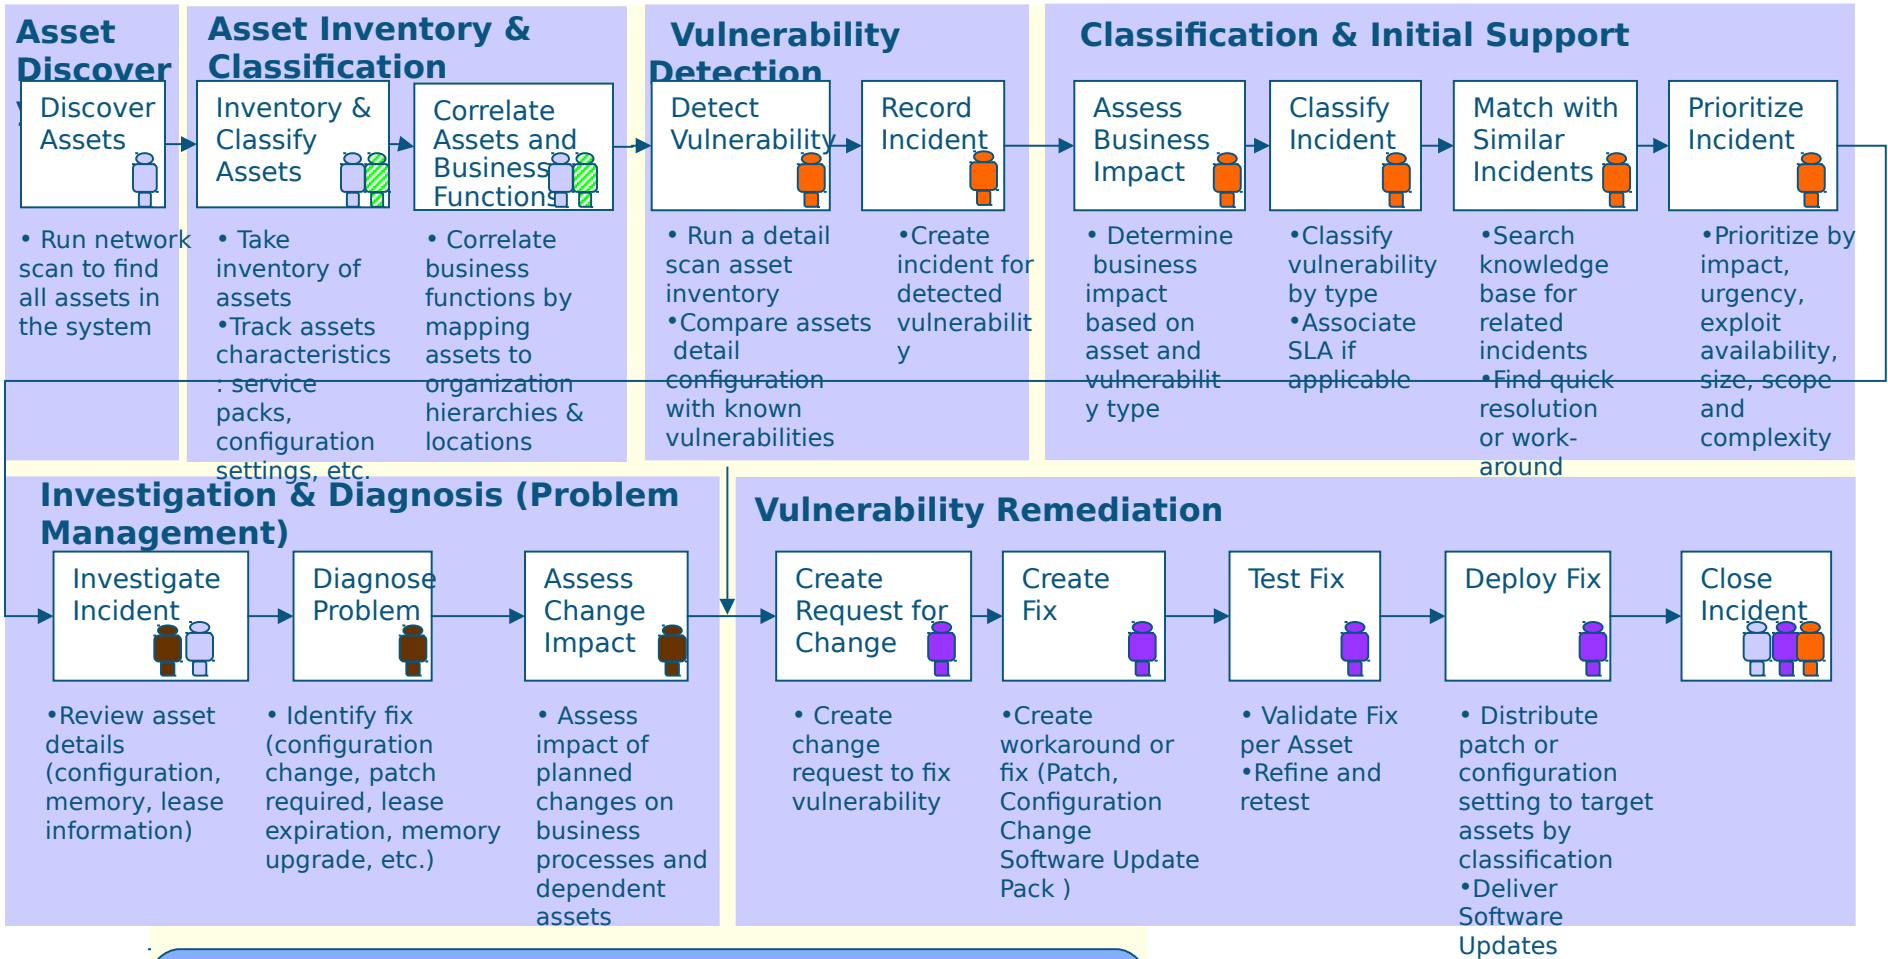 Asset
Discover
Discover
Assets
• Run network
scan to find
all assets in
the system
Asset Inventory &
Classification
Inventory &
Classify
Assets
• Take
inventory of
assets
•Track assets
characteristics
: service
packs,
configuration
settings, etc.
Correlate
Assets and
Business
Functions
• Correlate
business
functions by
mapping
assets to
organization
hierarchies &
locations
Vulnerability
Detection
Detect
Vulnerability
• Run a detail
scan asset
inventory
•Compare assets
detail
configuration
with known
vulnerabilities
Record
Incident
•Create
incident for
detected
vulnerabilit
y
Classification & Initial Support
Assess
Business
Impact
• Determine
business
impact
based on
asset and
vulnerabilit
y type
Classify
Incident
•Classify
vulnerability
by type
•Associate
SLA if
applicable
Match with
Similar
Incidents
•Search
knowledge
base for
related
incidents
•Find quick
resolution
or work-
around
Prioritize
Incident
•Prioritize by
impact,
urgency,
exploit
availability,
size, scope
and
complexity
Investigation & Diagnosis (Problem
Management)
Investigate
Incident
•Review asset
details
(configuration,
memory, lease
information)
Diagnose
Problem
• Identify fix
(configuration
change, patch
required, lease
expiration, memory
upgrade, etc.)
Assess
Change
Impact
• Assess
impact of
planned
changes on
business
processes and
dependent
assets
Vulnerability Remediation
Create
Request for
Change
• Create
change
request to fix
vulnerability
Create
Fix
•Create
workaround or
fix (Patch,
Configuration
Change
Software Update
Pack )
Test Fix
• Validate Fix
per Asset
•Refine and
retest
Deploy Fix
• Distribute
patch or
configuration
setting to target
assets by
classification
•Deliver
Software
Updates
Close
Incident